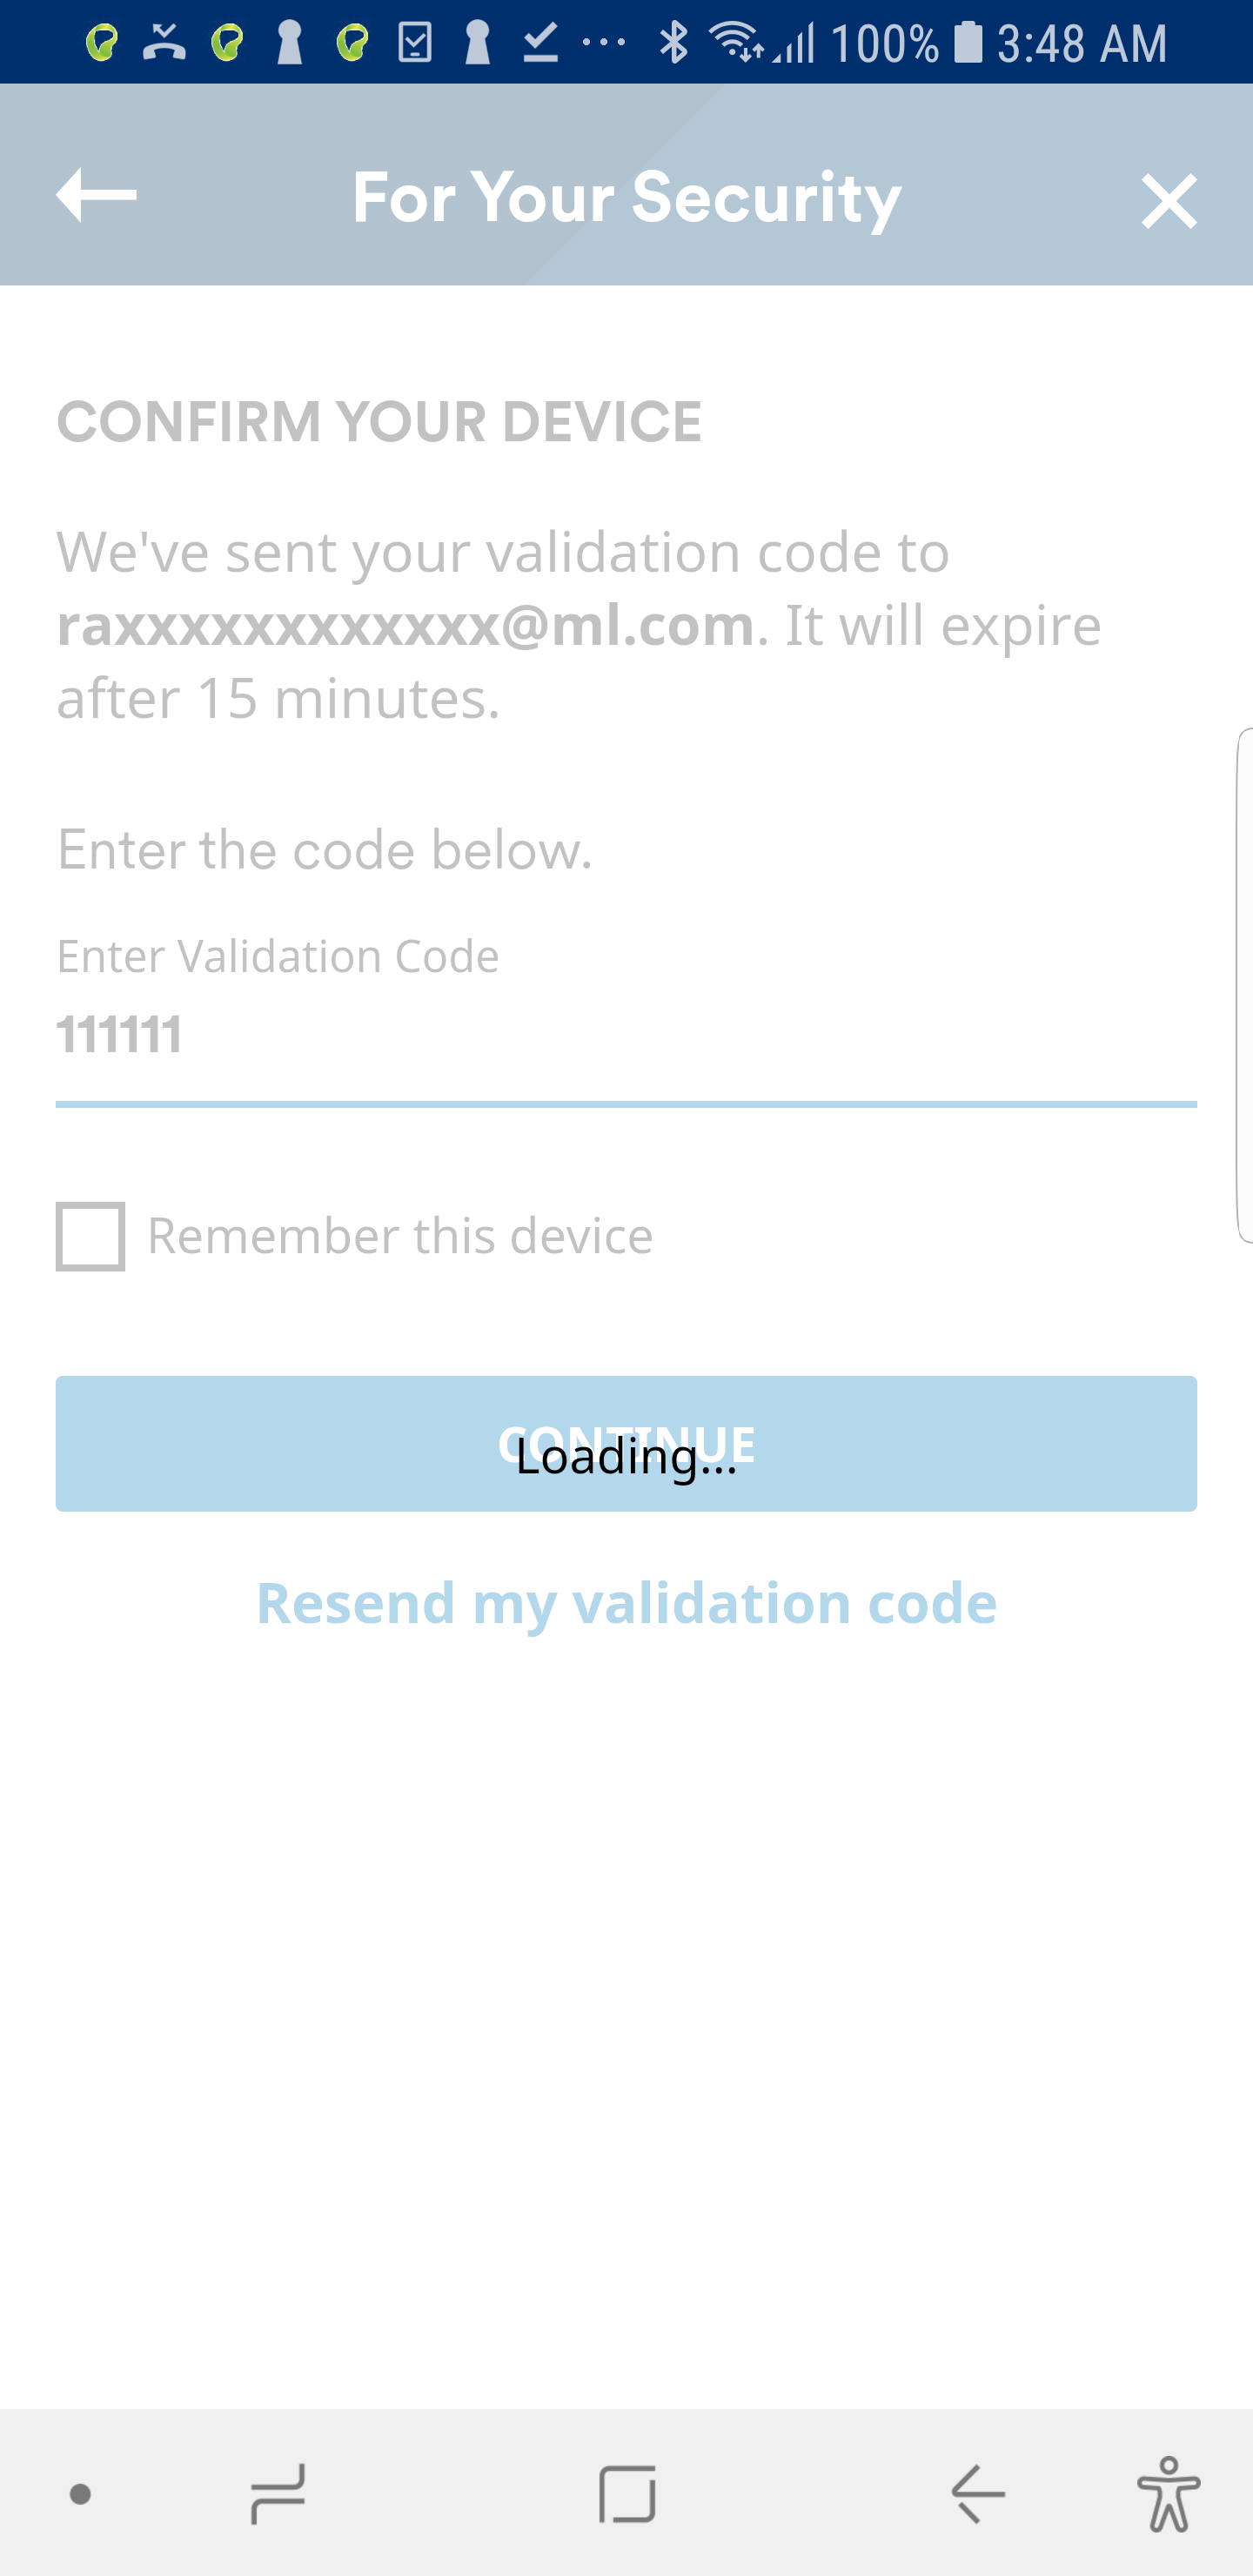 100% 3:48 AM
For Your Security
CONFIRM YOUR DEVICE
We've sent your validation code to
raxxxxxxxxxxxx@ml.com. It will expire
after 15 minutes.
Enter the code below.
Enter Validation Code
111111
Remember this device
CONTINUE
Loading...
Resend my validation code